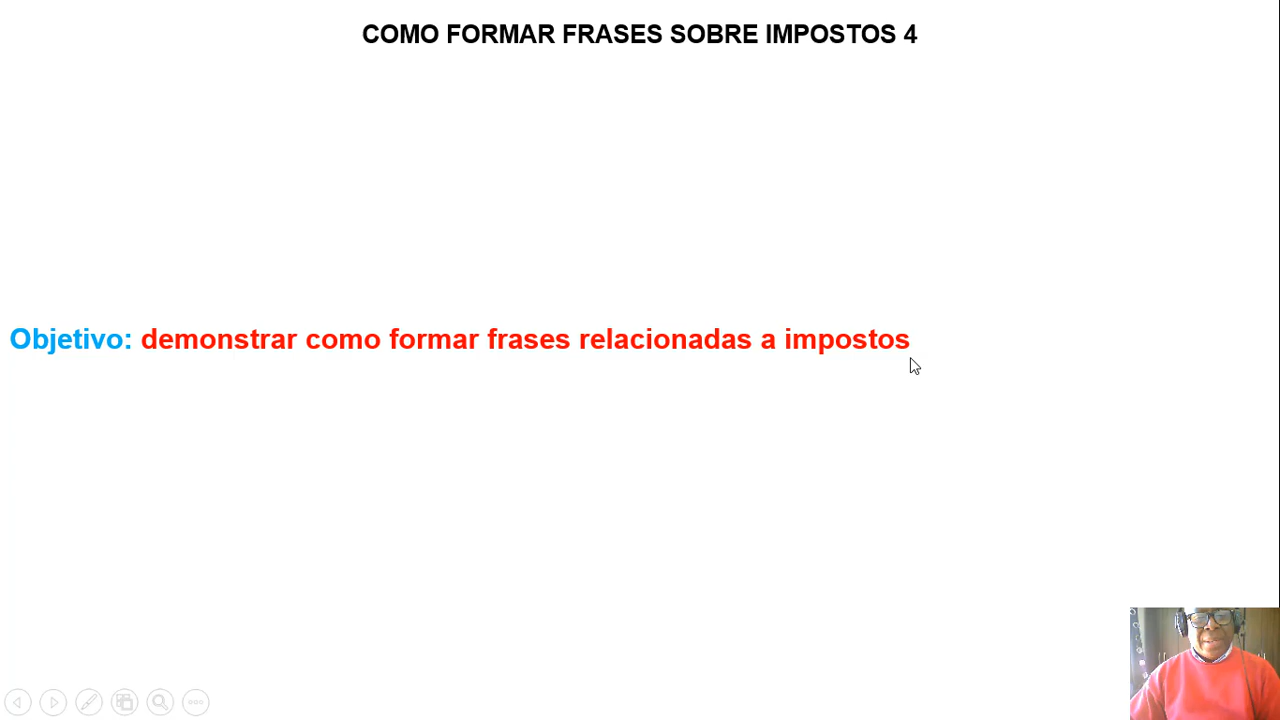 COMO FORMAR FRASES SOBRE IMPOSTOS 4
Objetivo: demonstrar como formar frases relacionadas a impostos